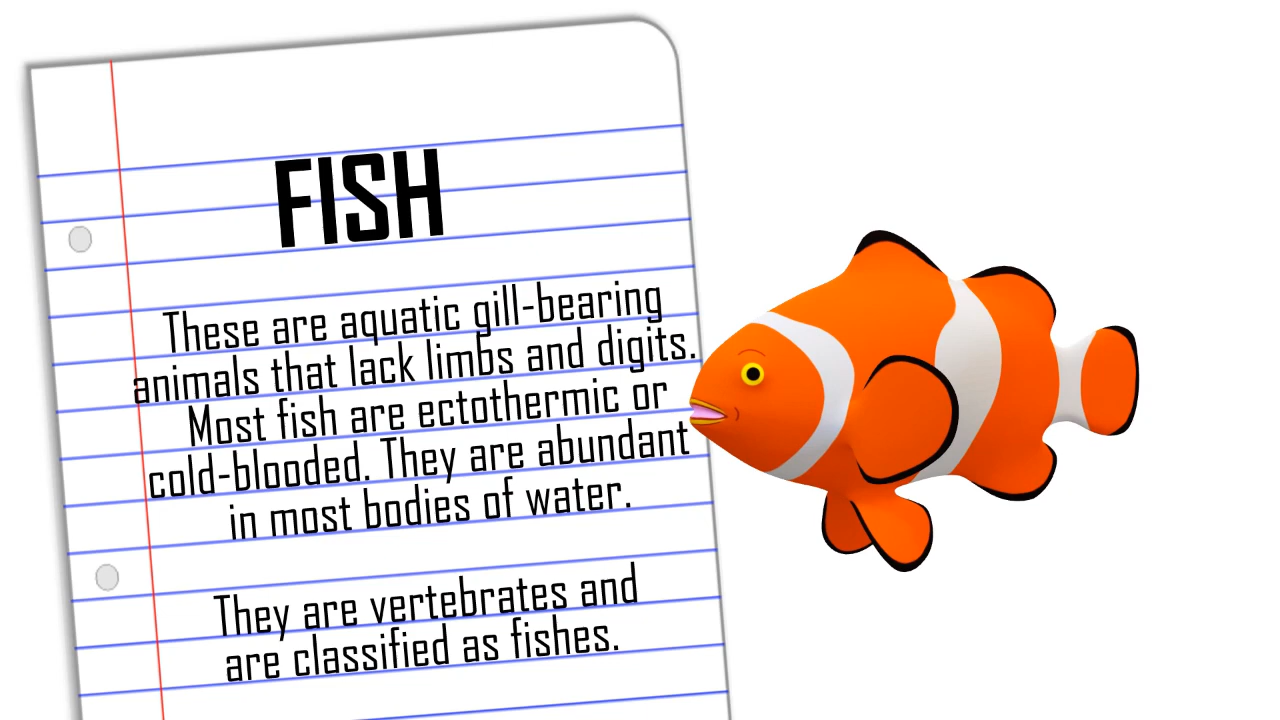 FISH
These are aquatic gill-bearing
animals that lack limbs and digits.
Most fish are ectothermic or
cold-blooded. They are abundant
in most bodies of water.
They are vertebrates and
are classified as fishes.